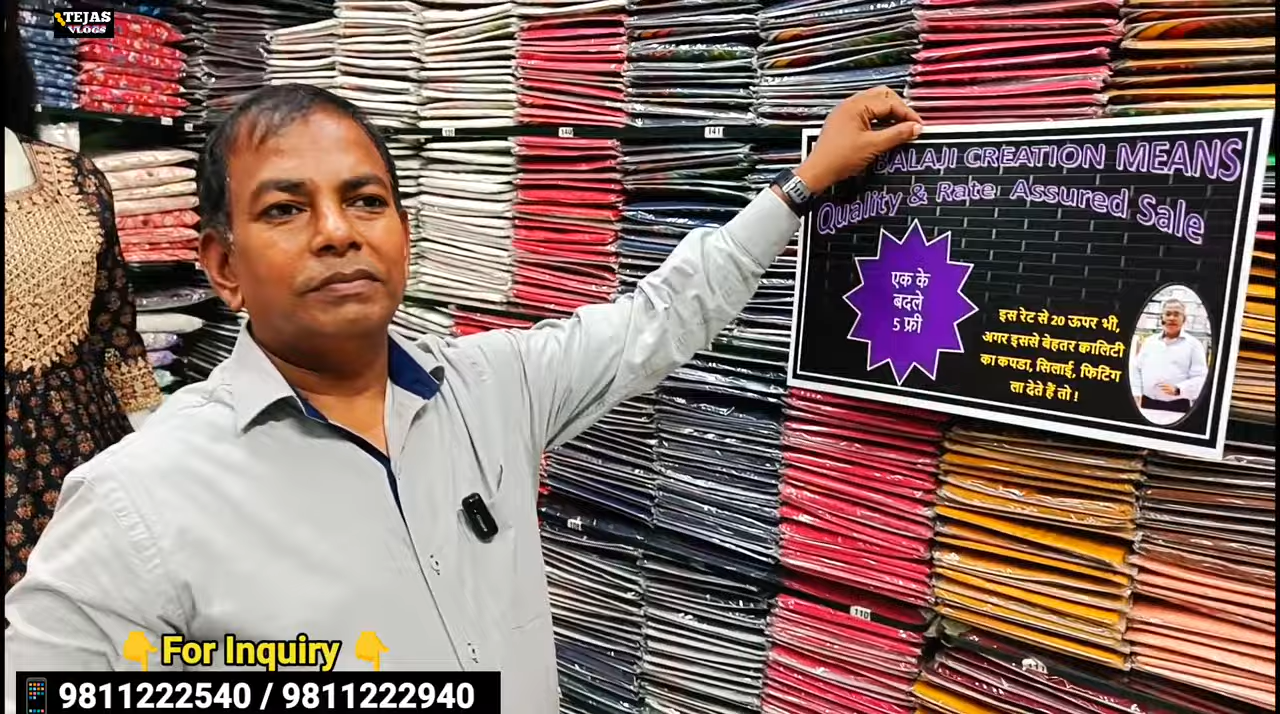 TEJAS
VLOGS
139
140
141
BALAJI CREATION MEANS
Quality & Rate Assured Sale
एक के
बदले
5 फ्री
इस रेट से 20 ऊपर भी,
अगर इससे बेहतर क्वालिटी
का कपडा, सिलाई, फिटिंग
ला देते हैं तो !
110
For Inquiry
9811222540 / 9811222940